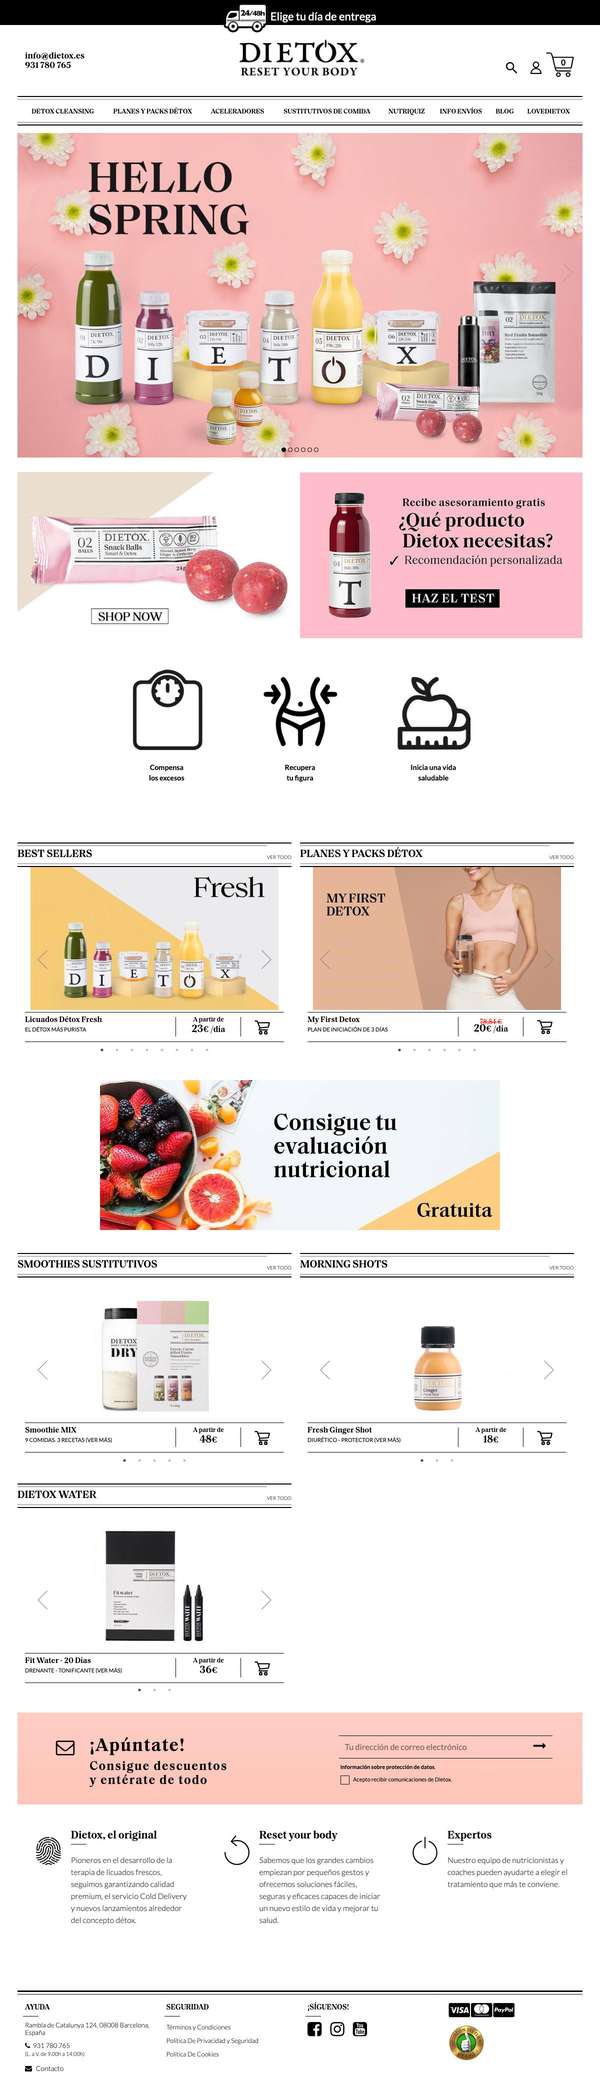 24/48h Elige tu día de entrega
info@dietox.es
931 780 765
DIETOX®
RESET YOUR BODY
0
DETOX CLEANSING PLANES Y PACKS DÉTOX ACELERADORES SUSTITUTIVOS DE COMIDA NUTRIQUIZ INFO ENVÍOS BLOG LOVEDIETOX
HELLO
SPRING
D I E T O X
02
BALLS
DIETOX.
Snack Balls
Smart & Detox
SHOP NOW
Recibe asesoramiento gratis
¿Qué producto
Dietox necesitas?
✓ Recomendación personalizada
HAZ EL TEST
T
Compensa
los excesos
Recupera
tu figura
Inicia una vida
saludable
BEST SELLERS
VER TODO
Fresh
D I E T O X
Licuados Détox Fresh
EL DÉTOX MÁS PURISTA
A partir de
23€ /día
PLANES Y PACKS DÉTOX
VER TODO
MY FIRST
DETOX
My First Detox
PLAN DE INICIACIÓN DE 3 DÍAS
20€ /día
Consigue tu
evaluación
nutricional
Gratuita
SMOOTHIES SUSTITUTIVOS
VER TODO
DIETOX
DRY
Smoothie MIX
9 COMIDAS. 3 RECETAS (VER MÁS)
A partir de
48€
MORNING SHOTS
VER TODO
Ginger
Fresh Ginger Shot
DIURÉTICO - PROTECTOR (VER MÁS)
A partir de
18€
DIETOX WATER
VER TODO
DIETOX
Fit water
Fit Water - 20 Días
DRENANTE - TONIFICANTE (VER MÁS)
A partir de
36€
¡Apúntate!
Consigue descuentos
y entérate de todo
Tu dirección de correo electrónico
Información sobre protección de datos.
Acepto recibir comunicaciones de Dietox.
Dietox, el original
Pioneros en el desarrollo de la
terapia de licuados frescos,
seguimos garantizando calidad
premium, el servicio Cold Delivery
y nuevos lanzamientos alrededor
del concepto détox.
Reset your body
Sabemos que los grandes cambios
empiezan por pequeños gestos y
ofrecemos soluciones fáciles,
seguras y eficaces capaces de iniciar
un nuevo estilo de vida y mejorar tu
salud.
Expertos
Nuestro equipo de nutricionistas y
coaches pueden ayudarte a elegir el
tratamiento que más te conviene.
AYUDA
Rambla de Catalunya 124, 08008 Barcelona,
España
931 780 765
(L. a V. de 9:00h a 14:00h)
Contacto
SEGURIDAD
Términos y Condiciones
Política De Privacidad y Seguridad
Política De Cookies
¡SÍGUENOS!
You
Tube
VISA MasterCard PayPal